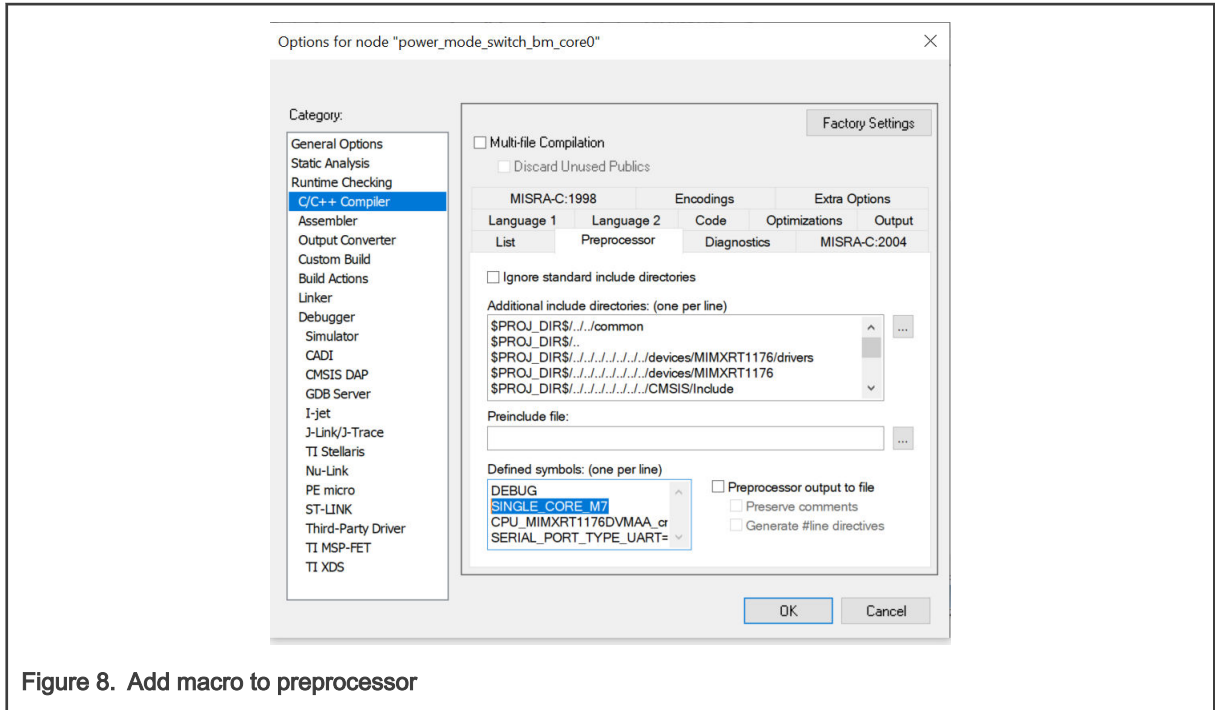 Options for node "power_mode_switch_bm_core0"
Category:
General Options
Static Analysis
Runtime Checking
C/C++ Compiler
Assembler
Output Converter
Custom Build
Build Actions
Linker
Debugger
Simulator
CADI
CMSIS DAP
GDB Server
I-jet
J-Link/J-Trace
TI Stellaris
Nu-Link
PE micro
ST-LINK
Third-Party Driver
TI MSP-FET
TI XDS
Factory Settings
Multi-file Compilation
Discard Unused Publics
MISRA-C:1998 Encodings Extra Options
Language 1 Language 2 Code Optimizations Output
List Preprocessor Diagnostics MISRA-C:2004
Ignore standard include directories
Additional include directories: (one per line)
$PROJ_DIR$/../../common
$PROJ_DIR$/..
$PROJ_DIR$/../../../../../../../devices/MIMXRT1176/drivers
$PROJ_DIR$/../../../../../../../devices/MIMXRT1176
$PROJ_DIR$/../../../../../../../CMSIS/Include
...
Preinclude file:
...
Defined symbols: (one per line)
DEBUG
SINGLE_CORE_M7
CPU_MIMXRT1176DVMAA_cr
SERIAL_PORT_TYPE_UART=
Preprocessor output to file
Preserve comments
Generate #line directives
OK Cancel
Figure 8. Add macro to preprocessor